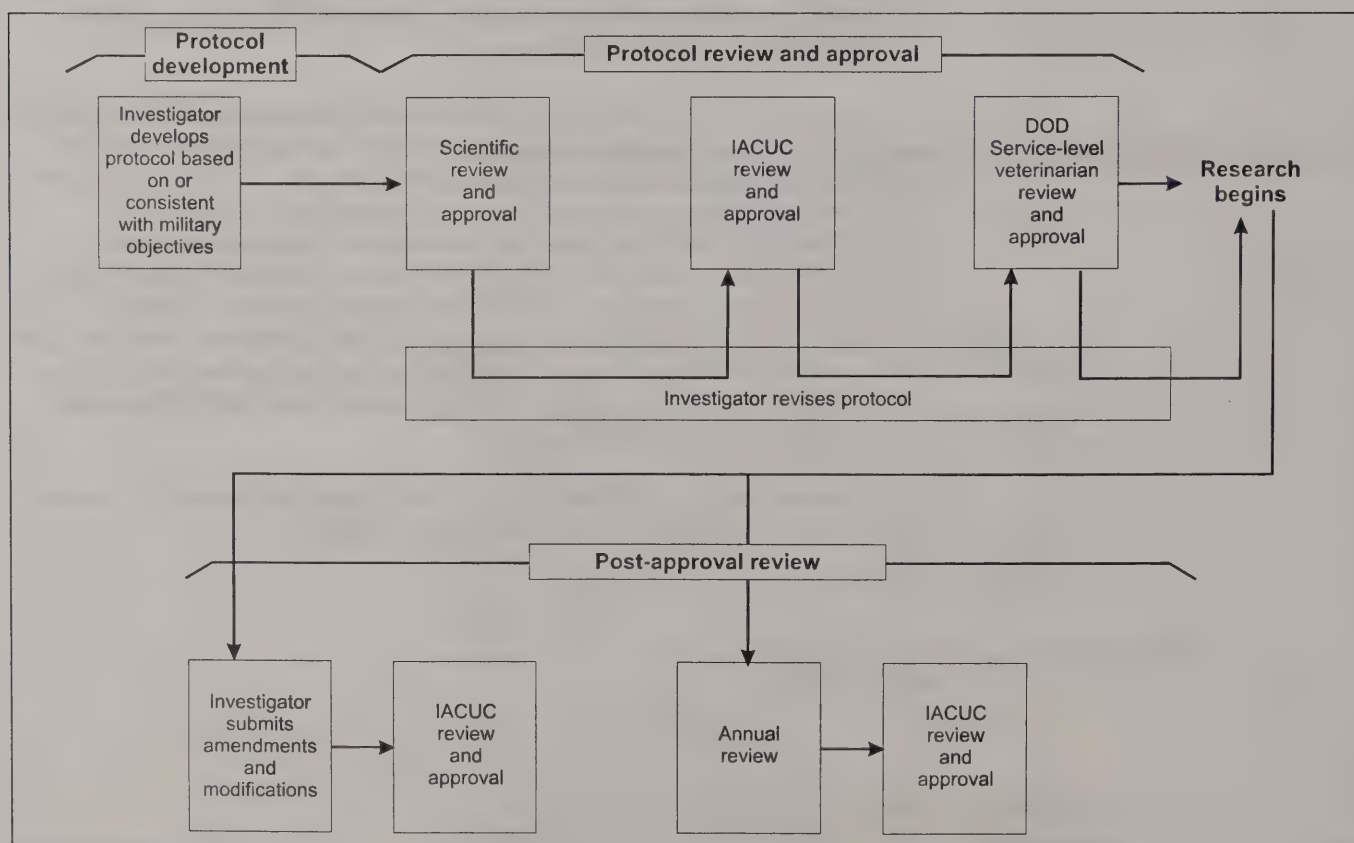 Protocol
development
Protocol review and approval
Investigator
develops
protocol based
on or
consistent
with military
objectives
Scientific
review
and
approval
IACUC
review
and
approval
DOD
Service-level
veterinarian
review
and
approval
Research
begins
Investigator revises protocol
Post-approval review
Investigator
submits
amendments
and
modifications
IACUC
review
and
approval
Annual
review
IACUC
review
and
approval